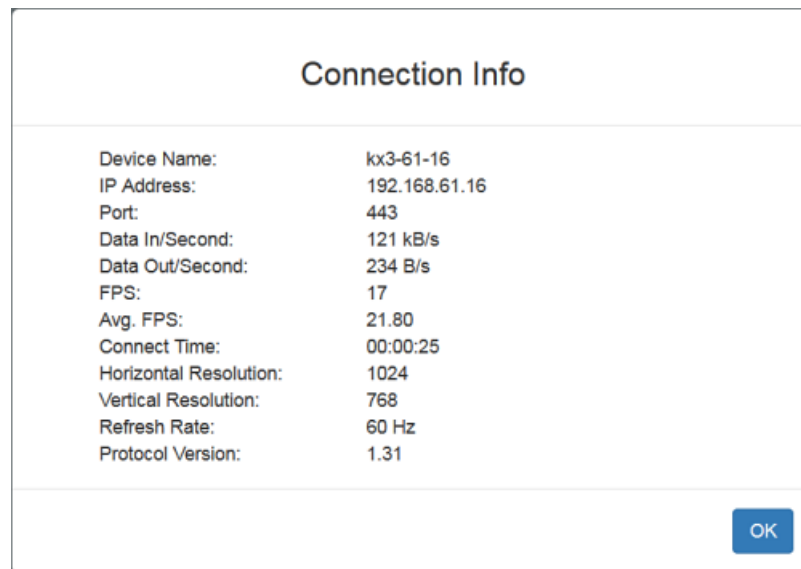 Connection Info
Device Name: kx3-61-16
IP Address: 192.168.61.16
Port: 443
Data In/Second: 121 kB/s
Data Out/Second: 234 B/s
FPS: 17
Avg. FPS: 21.80
Connect Time: 00:00:25
Horizontal Resolution: 1024
Vertical Resolution: 768
Refresh Rate: 60 Hz
Protocol Version: 1.31
OK